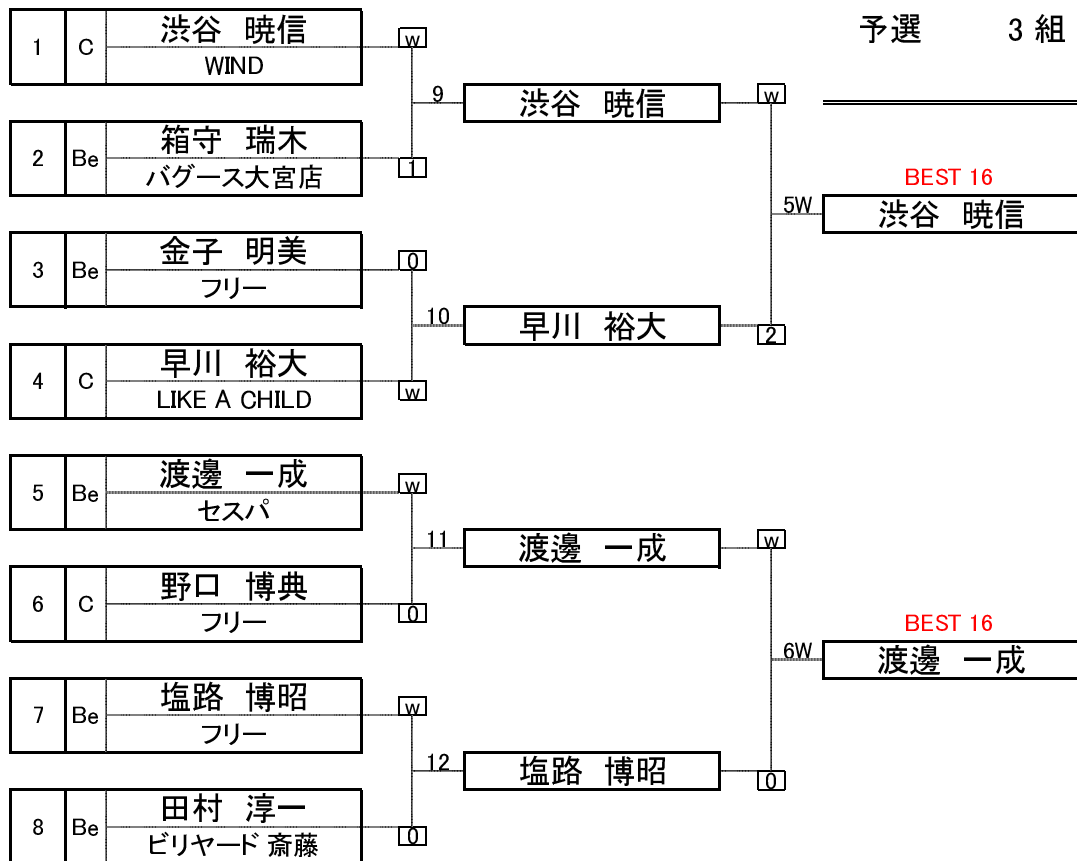 予選 3 組
1 C 渋谷 暁信
WIND
w
9 渋谷 暁信
w
2 Be 箱守 瑞木
バグース大宮店
1
BEST 16
5W 渋谷 暁信
3 Be 金子 明美
フリー
0
10 早川 裕大
2
4 C 早川 裕大
LIKE A CHILD
w
5 Be 渡邊 一成
セスパ
w
11 渡邊 一成
w
6 C 野口 博典
フリー
0
BEST 16
6W 渡邊 一成
7 Be 塩路 博昭
フリー
w
12 塩路 博昭
0
8 Be 田村 淳一
ビリヤード 斎藤
0